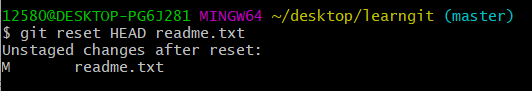 12580@DESKTOP-PG6J281 MINGW64 ~/desktop/learngit (master)
$ git reset HEAD readme.txt
Unstaged changes after reset:
M       readme.txt